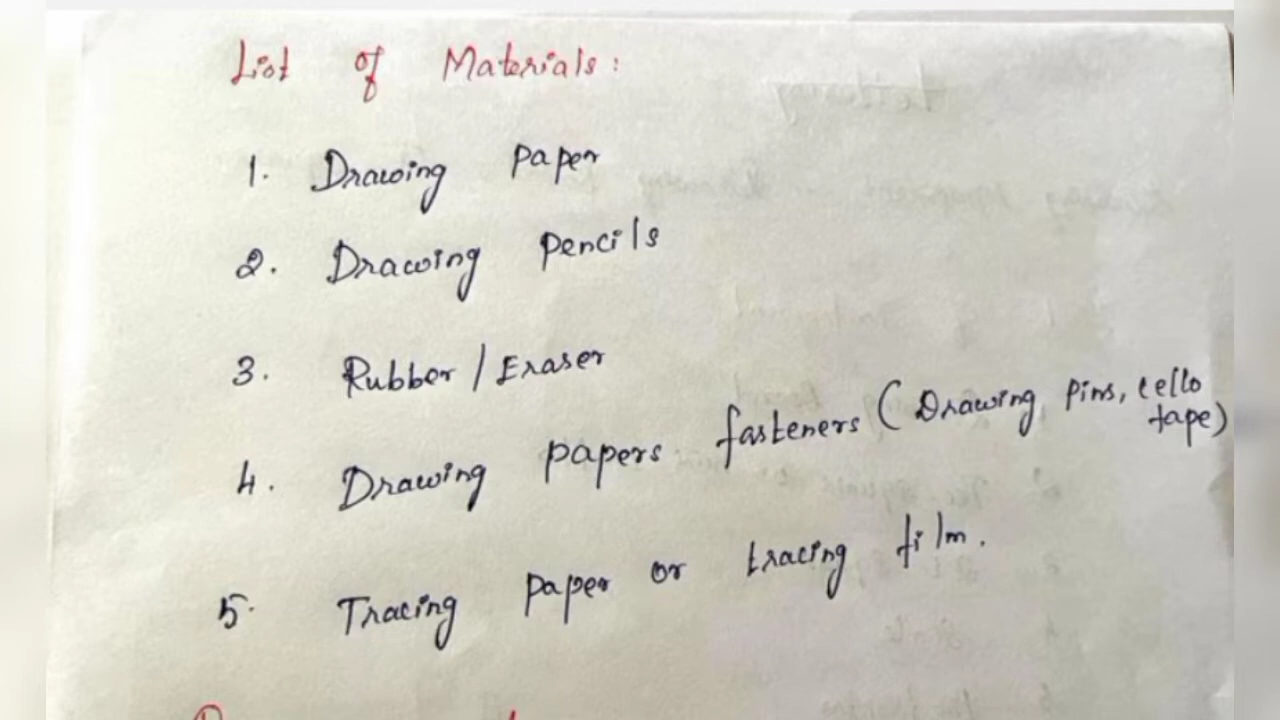 List of Materials:
1. Drawing paper
2. Drawing pencils
3. Rubber / Eraser
4. Drawing papers fasteners ( Drawing pins, cello
tape)
5. Tracing paper or tracing film.